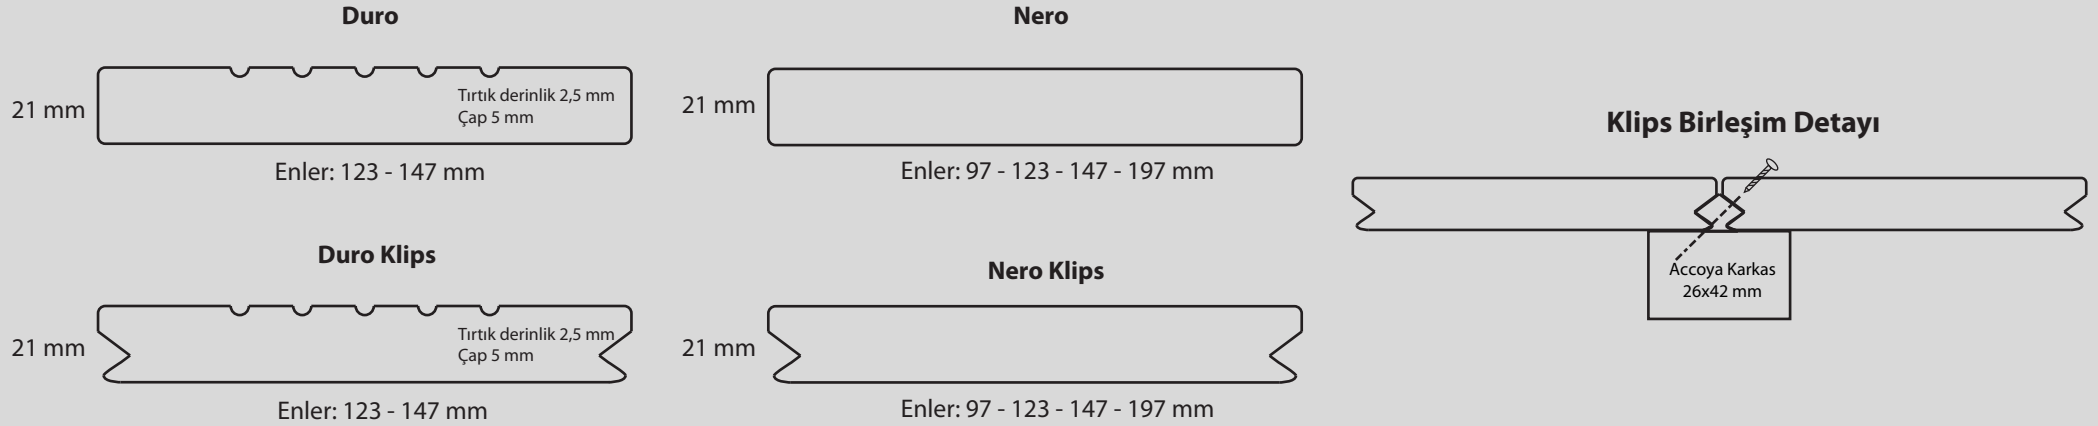 Duro
21 mm
Tırtık derinlik 2,5 mm
Çap 5 mm
Enler: 123 - 147 mm
Nero
21 mm
Enler: 97 - 123 - 147 - 197 mm
Duro Klips
21 mm
Tırtık derinlik 2,5 mm
Çap 5 mm
Enler: 123 - 147 mm
Nero Klips
21 mm
Enler: 97 - 123 - 147 - 197 mm
Klips Birleşim Detayı
Accoya Karkas
26x42 mm